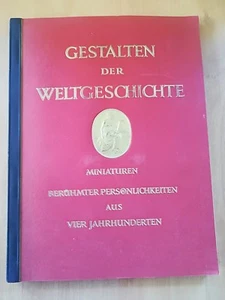 GESTALTEN
DER
WELTGESCHICHTE
MINIATUREN
BERÜHMTER PERSÖNLICHKEITEN
AUS
VIER JAHRHUNDERTEN